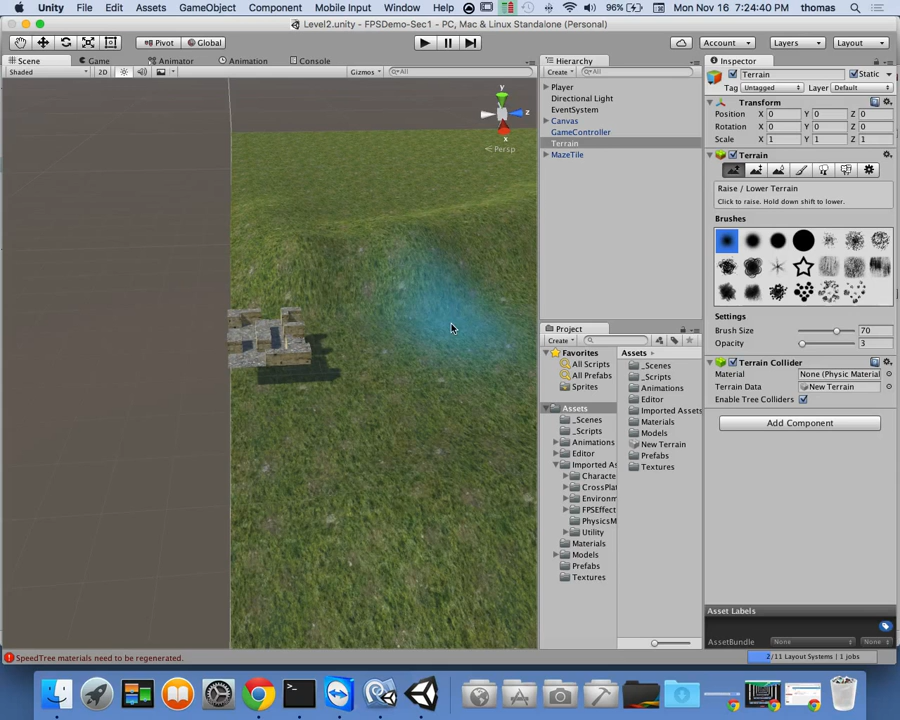 Unity File Edit Assets GameObject Component Mobile Input Window Help 96% Mon Nov 16 7:24:40 PM thomas
Level2.unity - FPSDemo-Sec1 - PC, Mac & Linux Standalone (Personal)
Pivot Global Account Layers Layout
Scene Game Animator Animation Console
Shaded 2D Gizmos All
y
z
x
Persp
Hierarchy
Create All
Player
Directional Light
EventSystem
Canvas
GameController
Terrain
MazeTile
Project
Create
Favorites
All Scripts
All Prefabs
Sprites
Assets
_Scenes
_Scripts
Animations
Editor
Imported As
Characte
CrossPlat
Environm
FPSEffect
PhysicsM
Utility
Materials
Models
Prefabs
Textures
Assets
_Scenes
_Scripts
Animations
Editor
Imported Assets
Materials
Models
New Terrain
Prefabs
Textures
Inspector
Terrain Static
Tag Untagged Layer Default
Transform
Position X 0 Y 0 Z 0
Rotation X 0 Y 0 Z 0
Scale X 1 Y 1 Z 1
Terrain
Raise / Lower Terrain
Click to raise. Hold down shift to lower.
Brushes
Settings
Brush Size 70
Opacity 3
Terrain Collider
Material None (Physic Material
Terrain Data New Terrain
Enable Tree Colliders
Add Component
Asset Labels
AssetBundle None None
SpeedTree materials need to be regenerated.
2/11 Layout Systems | 1 jobs